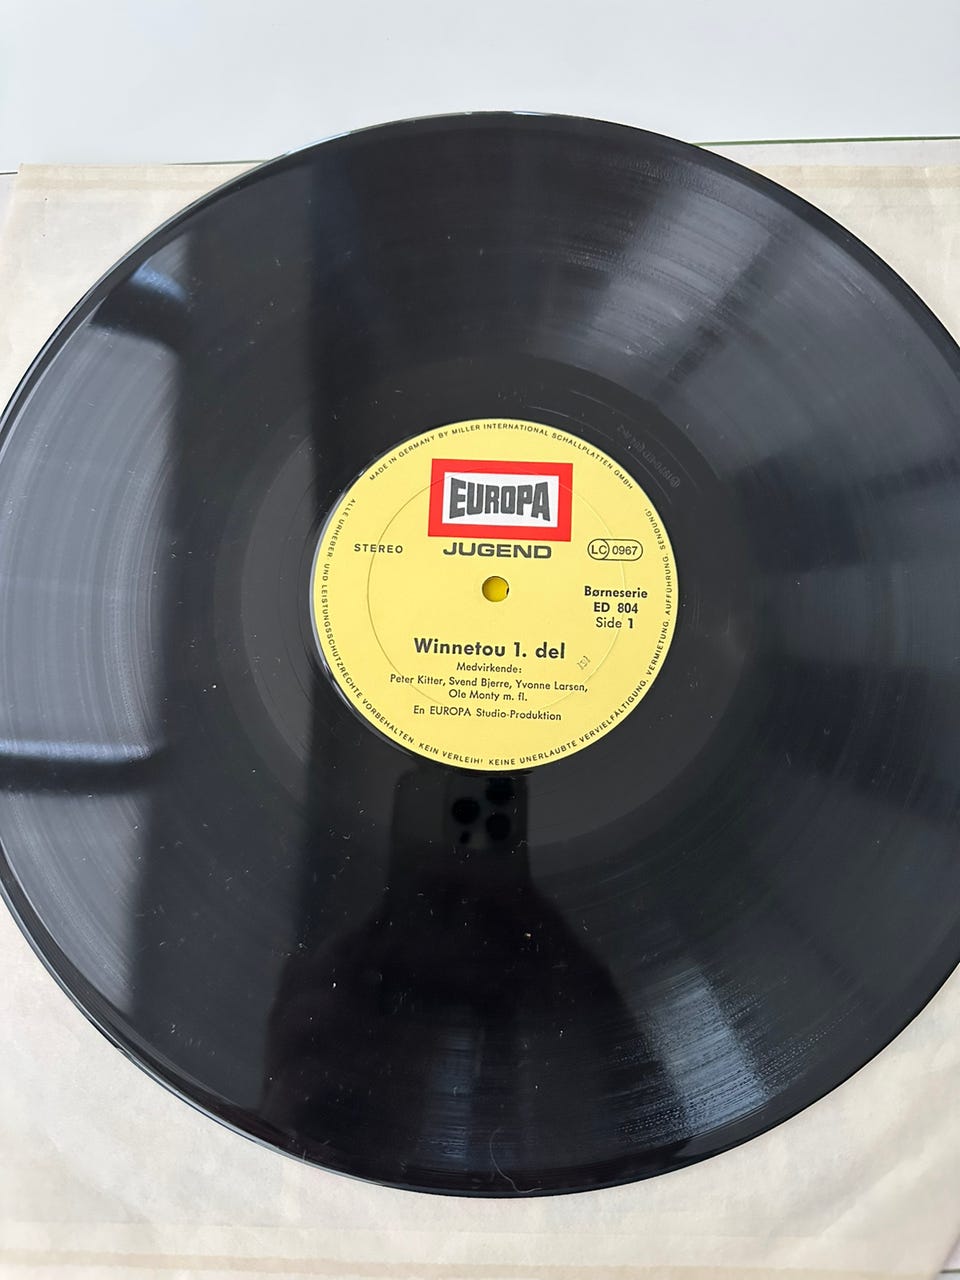 MADE IN GERMANY BY MILLER INTERNATIONAL SCHALLPLATTEN GMBH
EUROPA
JUGEND
STEREO
LC 0967
Børneserie
ED 804
Side 1
Winnetou 1. del
Medvirkende:
Peter Kitter, Svend Bjerre, Yvonne Larsen,
Ole Monty m. fl.
En EUROPA Studio-Produktion
ALLE URHEBER- UND LEISTUNGSSCHUTZRECHTE VORBEHALTEN. KEIN VERLEIH! KEINE UNERLAUBTE VERVIELFÄLTIGUNG, VERMIETUNG, AUFFÜHRUNG, SENDUNG!